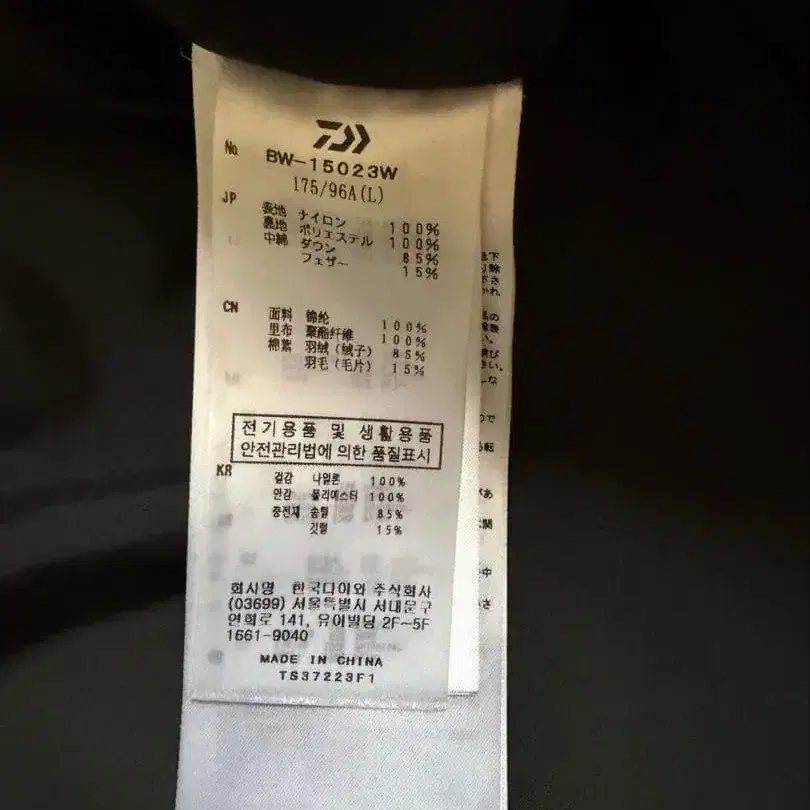 No. BW-15023W
175/96A(L)
JP 表地 ナイロン 100%
裏地 ポリエステル 100%
中綿 ダウン 85%
フェザー 15%
CN 面料 锦纶 100%
里布 聚酯纤维 100%
棉絮 羽绒(绒子) 85%
羽毛(毛片) 15%
전기용품 및 생활용품
안전관리법에 의한 품질표시
KR 겉감 나일론 100%
안감 폴리에스터 100%
충전재 솜털 85%
깃털 15%
회사명 한국다이와 주식회사
(03699) 서울특별시 서대문구
연희로 141, 유이빌딩 2F-5F
1661-9040
MADE IN CHINA
TS37223F1